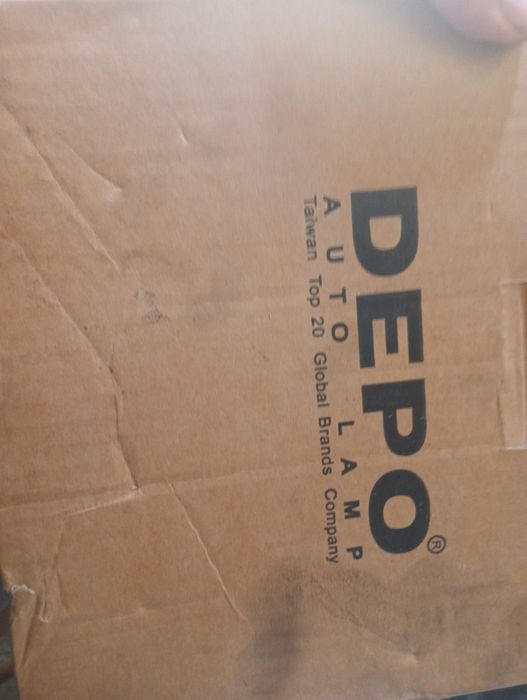 DEPO®
AUTO LAMP
Taiwan Top 20 Global Brands Company